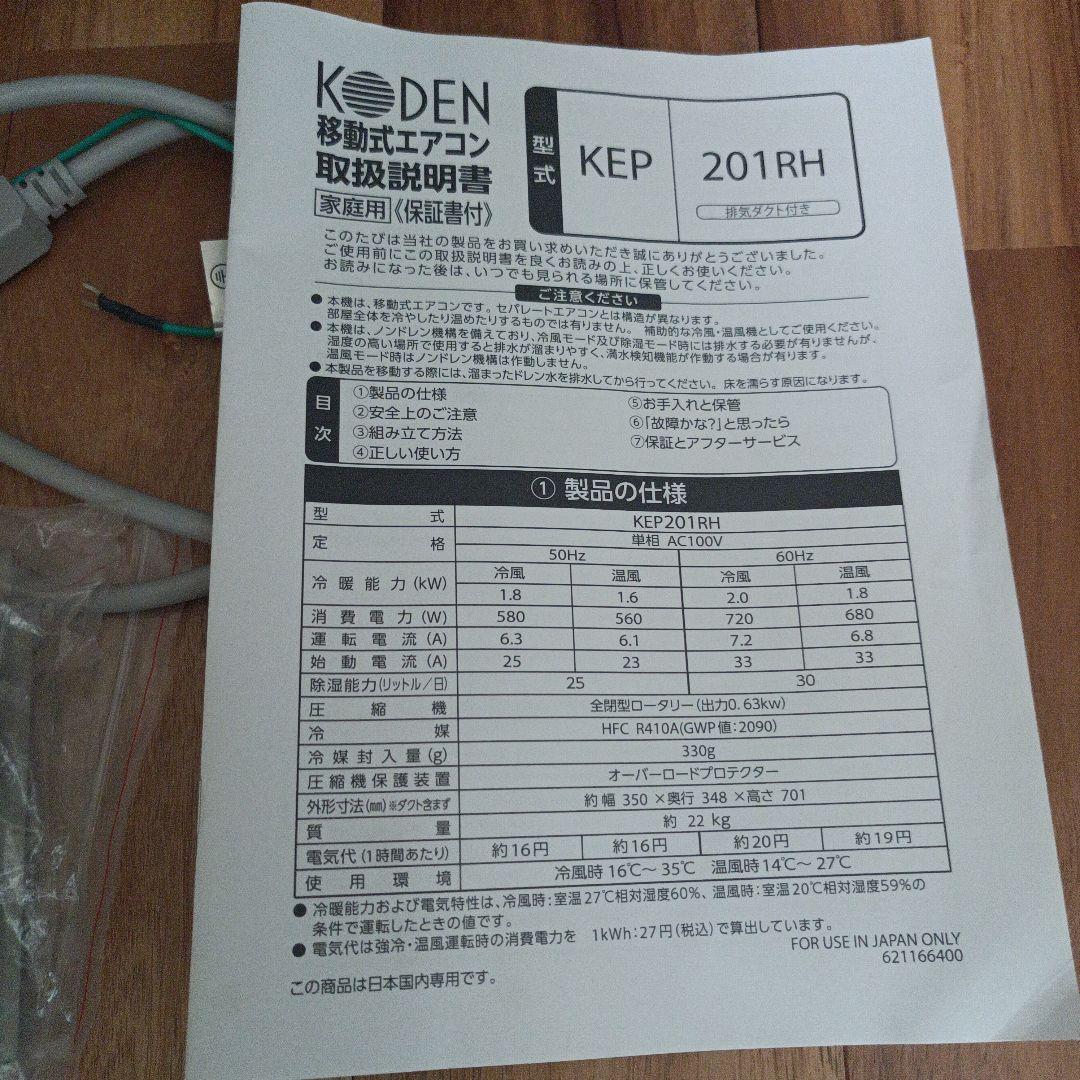 KODEN
移動式エアコン
取扱説明書
家庭用《保証書付》
型式 KEP 201RH
排気ダクト付き
このたびは当社の製品をお買い求めいただき誠にありがとうございました。
ご使用前にこの取扱説明書を良くお読みの上、正しくお使いください。
お読みになった後は、いつでも見られる場所に保管してください。
ご注意ください
● 本機は、移動式エアコンです。セパレートエアコンとは構造が異なります。
部屋全体を冷やしたり温めたりするものでは有りません。 補助的な冷風・温風機としてご使用ください。
● 本機は、ノンドレン機構を備えており、冷風モード及び除湿モード時には排水する必要が有りませんが、
湿度の高い場所で使用すると排水が溜まりやすく、満水検知機能が作動する場合が有ります。
温風モード時はノンドレン機構は作動しません。
● 本製品を移動する際には、溜まったドレン水を排水してから行ってください。床を濡らす原因になります。
目次
①製品の仕様
②安全上のご注意
③組み立て方法
④正しい使い方
⑤お手入れと保管
⑥「故障かな?」と思ったら
⑦保証とアフターサービス
① 製品の仕様
型式 KEP201RH
定格 単相 AC100V
50Hz 60Hz
冷暖能力(kW) 冷風 温風 冷風 温風
1.8 1.6 2.0 1.8
消費電力(W) 580 560 720 680
運転電流(A) 6.3 6.1 7.2 6.8
始動電流(A) 25 23 33 33
除湿能力(リットル/日) 25 30
圧縮機 全閉型ロータリー(出力0.63kw)
冷媒 HFC R410A(GWP値:2090)
冷媒封入量(g) 330g
圧縮機保護装置 オーバーロードプロテクター
外形寸法(mm)※ダクト含まず 約幅 350 ×奥行 348 ×高さ 701
質量 約 22 kg
電気代(1時間あたり) 約16円 約16円 約20円 約19円
使用環境 冷風時 16℃~35℃ 温風時14℃~27℃
● 冷暖能力および電気特性は、冷風時:室温27℃相対湿度60%、温風時:室温20℃相対湿度59%の
条件で運転したときの値です。
● 電気代は強冷・温風運転時の消費電力を 1kWh:27円(税込)で算出しています。
FOR USE IN JAPAN ONLY
621166400
この商品は日本国内専用です。